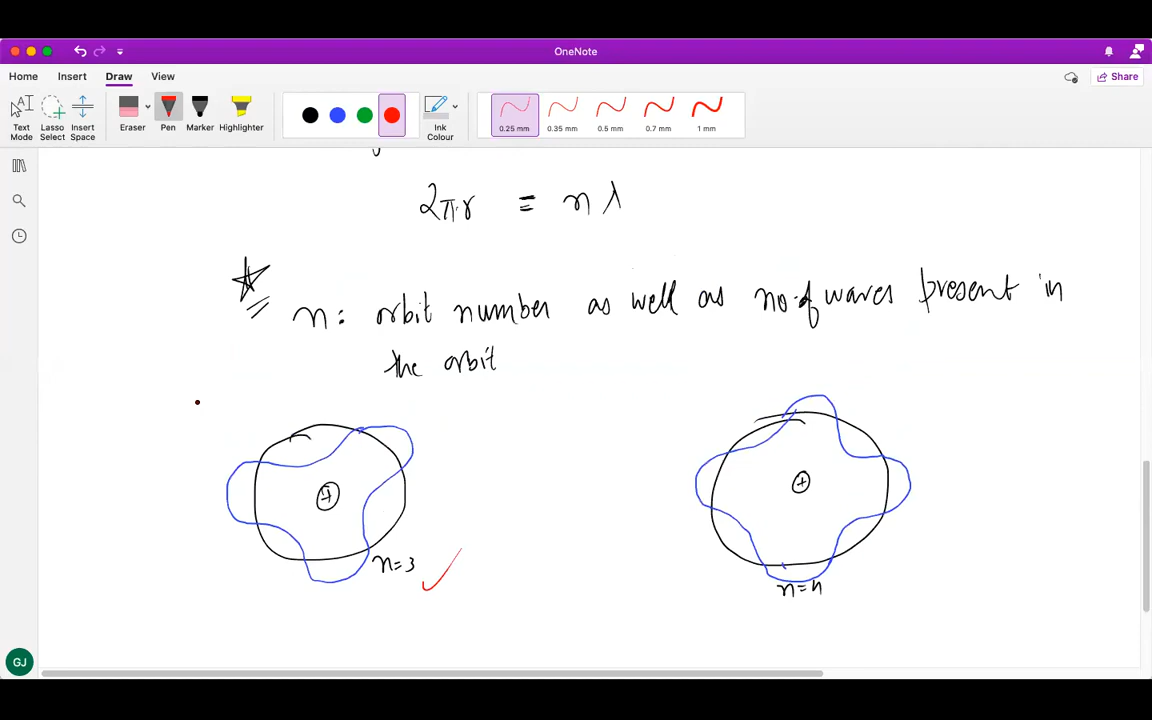 OneNote
Home Insert Draw View
Share
Text Mode
Lasso Select
Insert Space
Eraser
Pen
Marker
Highlighter
Ink Colour
0.25 mm
0.35 mm
0.5 mm
0.7 mm
1 mm
2πr = nλ
n: orbit number as well as no. of waves present in
the orbit
+
+
n=3
n=4
GJ